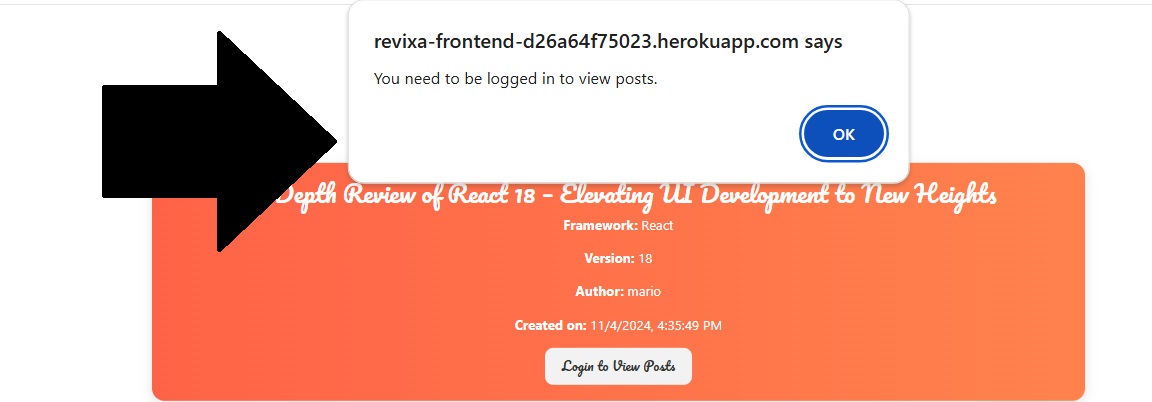 revixa-frontend-d26a64f75023.herokuapp.com says
You need to be logged in to view posts.
OK
Depth Review of React 18 – Elevating UI Development to New Heights
Framework: React
Version: 18
Author: mario
Created on: 11/4/2024, 4:35:49 PM
Login to View Posts